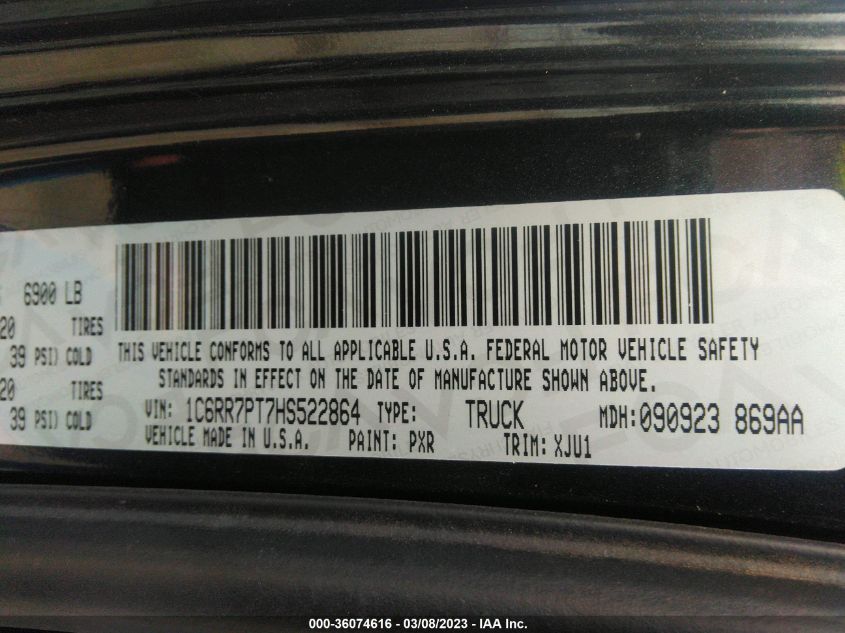 6900 LB
20 TIRES
39 PSI) COLD
20 TIRES
39 PSI) COLD
THIS VEHICLE CONFORMS TO ALL APPLICABLE U.S.A. FEDERAL MOTOR VEHICLE SAFETY
STANDARDS IN EFFECT ON THE DATE OF MANUFACTURE SHOWN ABOVE.
VIN: 1C6RR7PT7HS522864 TYPE: TRUCK MDH:090923 869AA
VEHICLE MADE IN U.S.A. PAINT: PXR TRIM: XJU1
000-36074616 - 03/08/2023 - IAA Inc.